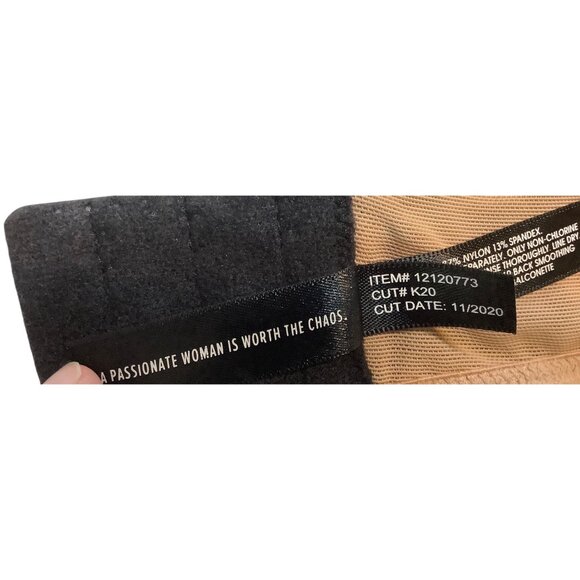 A PASSIONATE WOMAN IS WORTH THE CHAOS.
ITEM# 12120773
CUT# K20
CUT DATE: 11/2020
NYLON 13% SPANDEX.
ONLY NON-CHLORINE
THOROUGHLY. LINE DRY.
BACK SMOOTHING